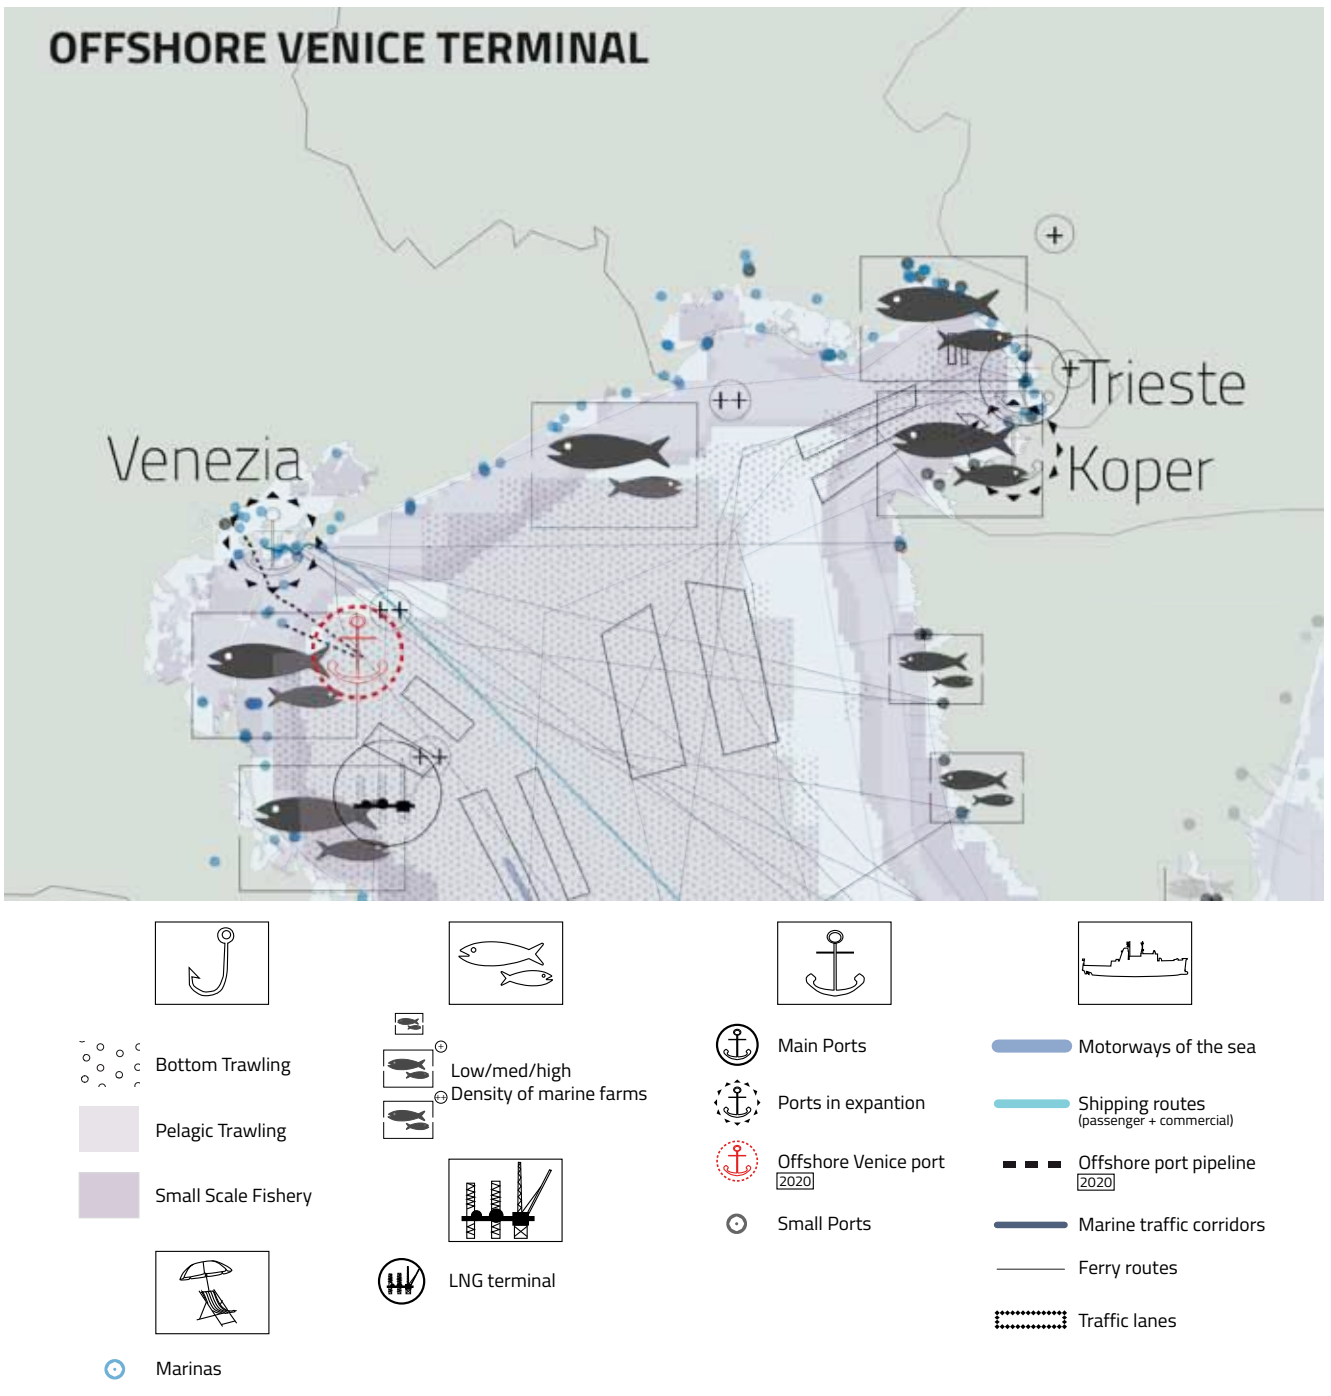 OFFSHORE VENICE TERMINAL
+
+
Trieste
++
Venezia
Koper
++
++
Bottom Trawling
Pelagic Trawling
Small Scale Fishery
Marinas
+
Low/med/high
++
Density of marine farms
LNG terminal
Main Ports
Ports in expantion
Offshore Venice port
2020
Small Ports
Motorways of the sea
Shipping routes
(passenger + commercial)
Offshore port pipeline
2020
Marine traffic corridors
Ferry routes
Traffic lanes